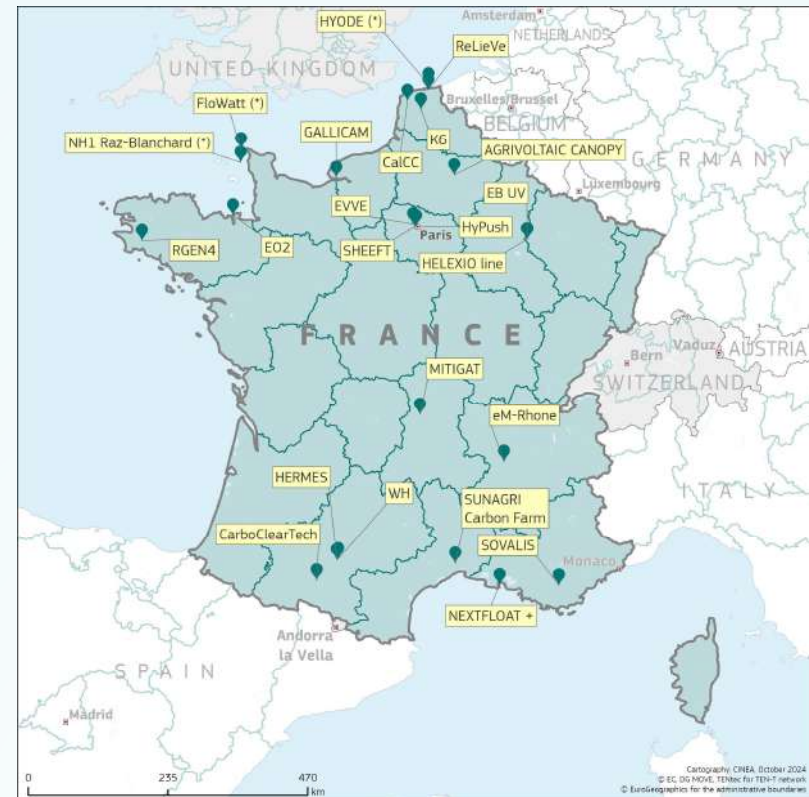 Amsterdam
NETHERLANDS
HYODE (*)
ReLieVe
UNITED KINGDOM
Bruxelles/Brussel
BELGIUM
GERMANY
FloWatt (*)
NH1 Raz-Blanchard (*)
GALLICAM
K6
CalCC
AGRIVOLTAIC CANOPY
Luxembourg
EB UV
EVVE
HyPush
Paris
SHEEFT
HELEXIO line
RGEN4
EO2
FRANCE
Vaduz
AUSTRIA
Bern
SWITZERLAND
MITIGAT
eM-Rhone
ITALY
HERMES
WH
SUNAGRI
Carbon Farm
CarboClearTech
SOVALIS
Monaco
NEXTFLOAT +
Andorra
la Vella
SPAIN
Madrid
0
235
470
km
Cartography: CINEA, October 2024
© EC, DG MOVE, TENtec for TEN-T network
© EuroGeographics for the administrative boundaries